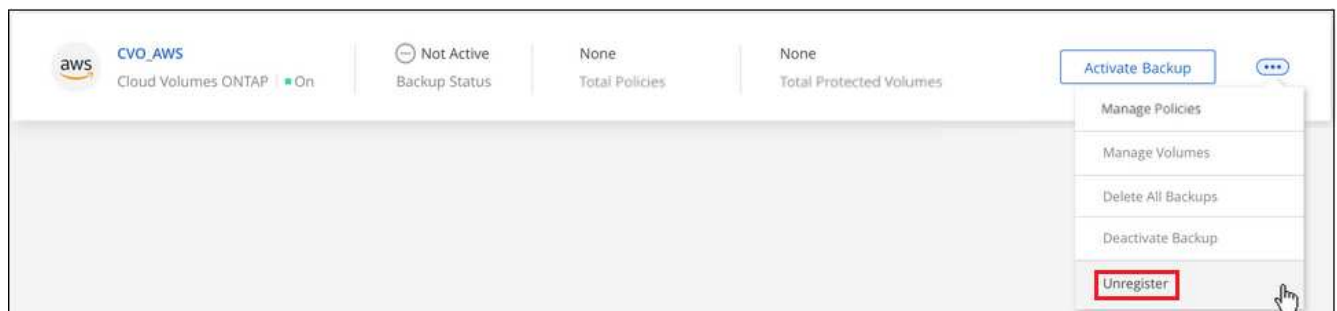 aws
CVO_AWS
Cloud Volumes ONTAP
On
Not Active
Backup Status
None
Total Policies
None
Total Protected Volumes
Activate Backup
Manage Policies
Manage Volumes
Delete All Backups
Deactivate Backup
Unregister